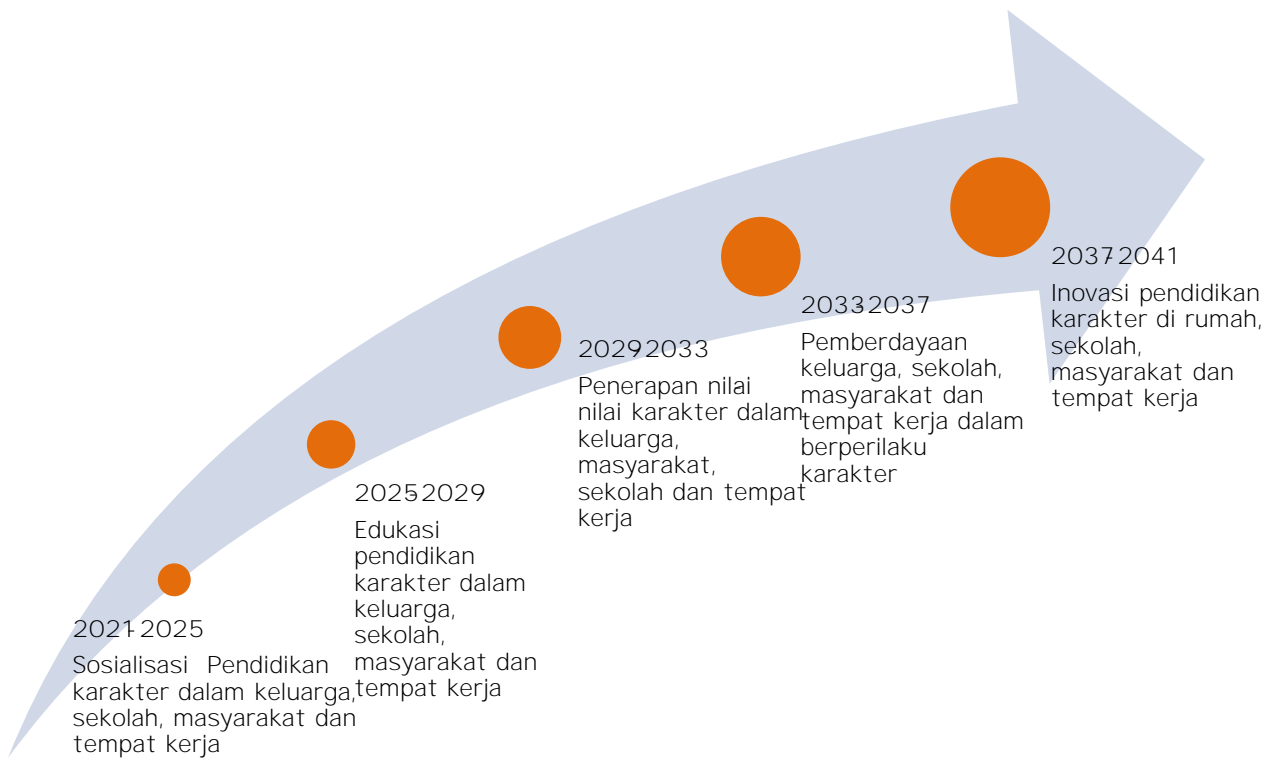 2021-2025
Sosialisasi Pendidikan
karakter dalam keluarga,
sekolah, masyarakat dan
tempat kerja
2025-2029
Edukasi
pendidikan
karakter dalam
keluarga,
sekolah,
masyarakat dan
tempat kerja
2029-2033
Penerapan nilai
nilai karakter dalam
keluarga,
masyarakat,
sekolah dan tempat
kerja
2033-2037
Pemberdayaan
keluarga, sekolah,
masyarakat dan
tempat kerja dalam
berperilaku
karakter
2037-2041
Inovasi pendidikan
karakter di rumah,
sekolah,
masyarakat dan
tempat kerja